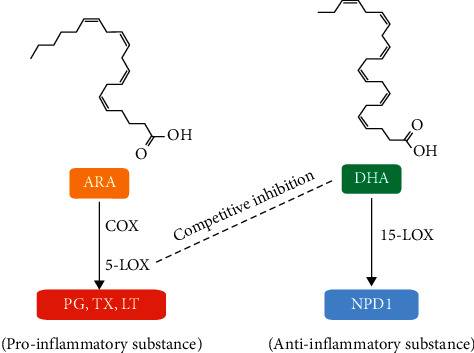 OH
O
O
OH
ARA
DHA
Competitive inhibition
COX
5-LOX
15-LOX
PG, TX, LT
NPD1
(Pro-inflammatory substance)
(Anti-inflammatory substance)